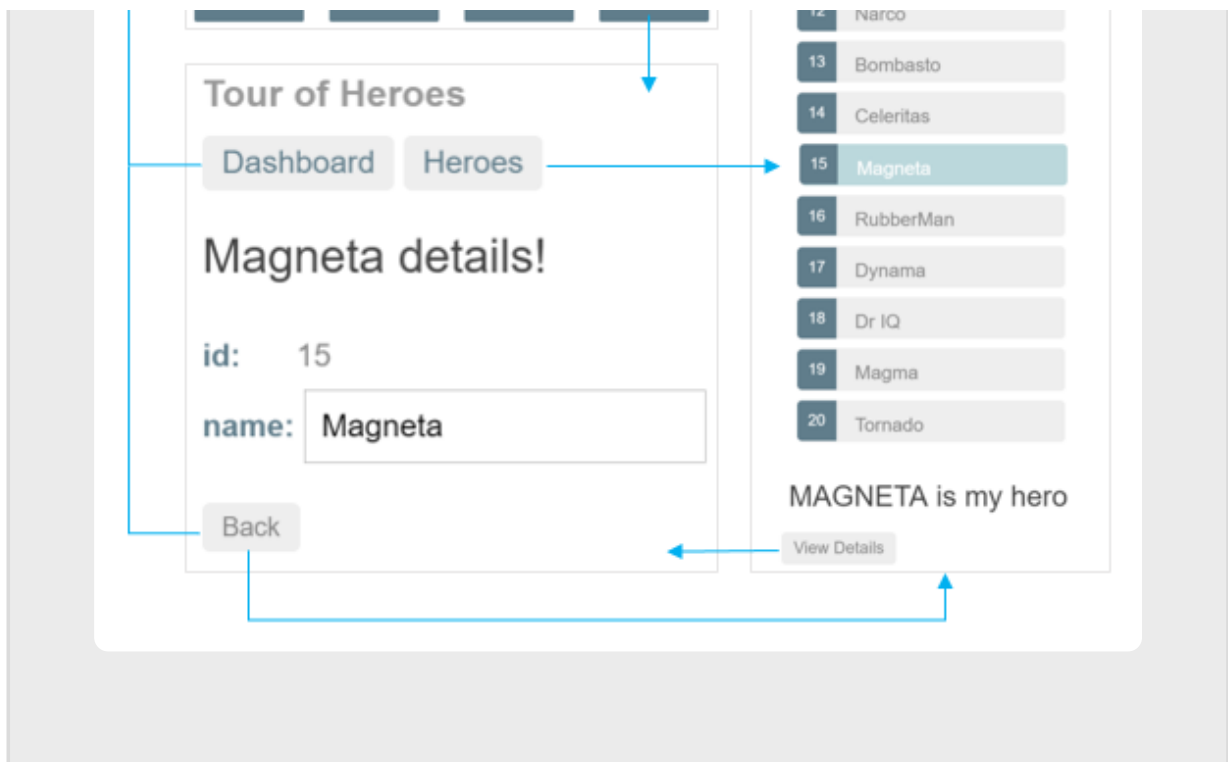 Tour of Heroes
Dashboard Heroes
Magneta details!
id: 15
name: Magneta
Back
12 Narco
13 Bombasto
14 Celeritas
15 Magneta
16 RubberMan
17 Dynama
18 Dr IQ
19 Magma
20 Tornado
MAGNETA is my hero
View Details